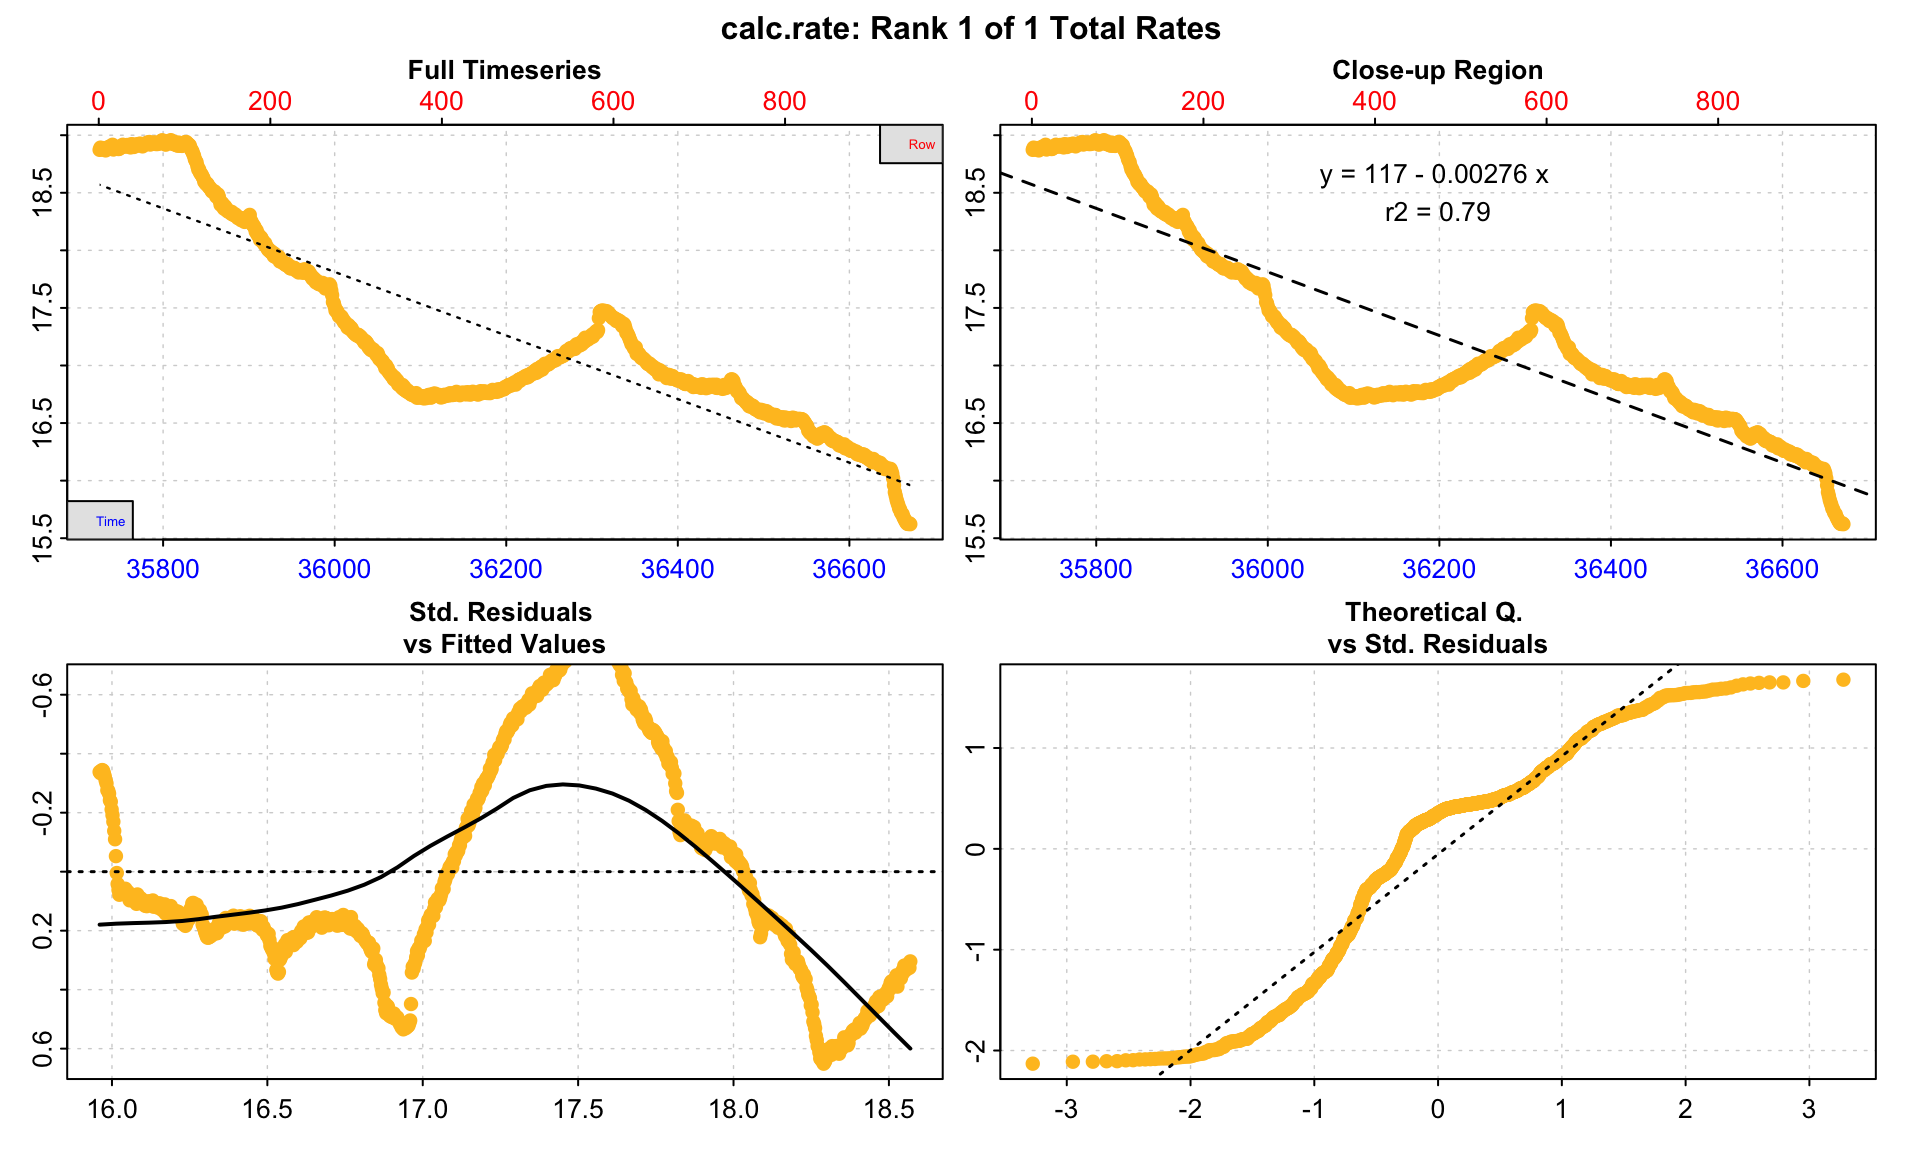 calc.rate: Rank 1 of 1 Total Rates
Full Timeseries
0 200 400 600 800
Row
18.5
17.5
16.5
15.5
Time
35800 36000 36200 36400 36600
Close-up Region
0 200 400 600 800
y = 117 - 0.00276 x
r2 = 0.79
18.5
17.5
16.5
15.5
35800 36000 36200 36400 36600
Std. Residuals
vs Fitted Values
-0.6
-0.2
0.2
0.6
16.0 16.5 17.0 17.5 18.0 18.5
Theoretical Q.
vs Std. Residuals
1
0
-1
-2
-3 -2 -1 0 1 2 3